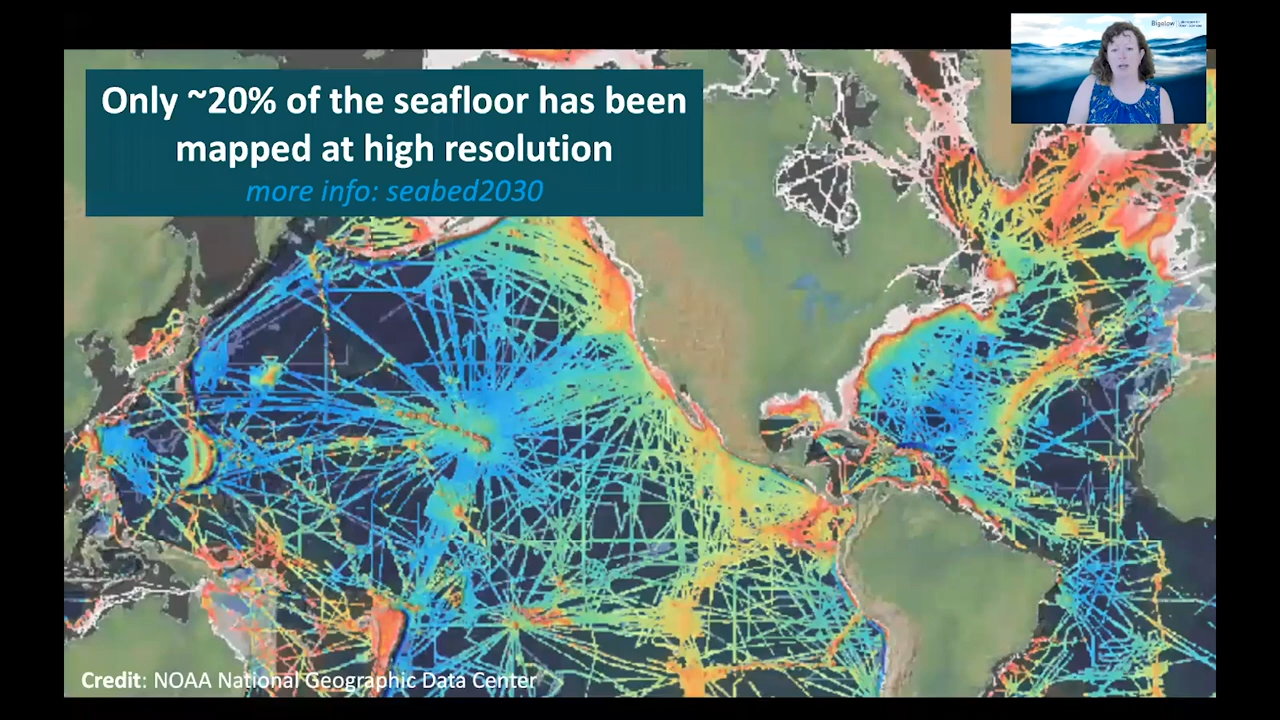 Only ~20% of the seafloor has been
mapped at high resolution
more info: seabed2030
Bigelow
Credit: NOAA National Geographic Data Center